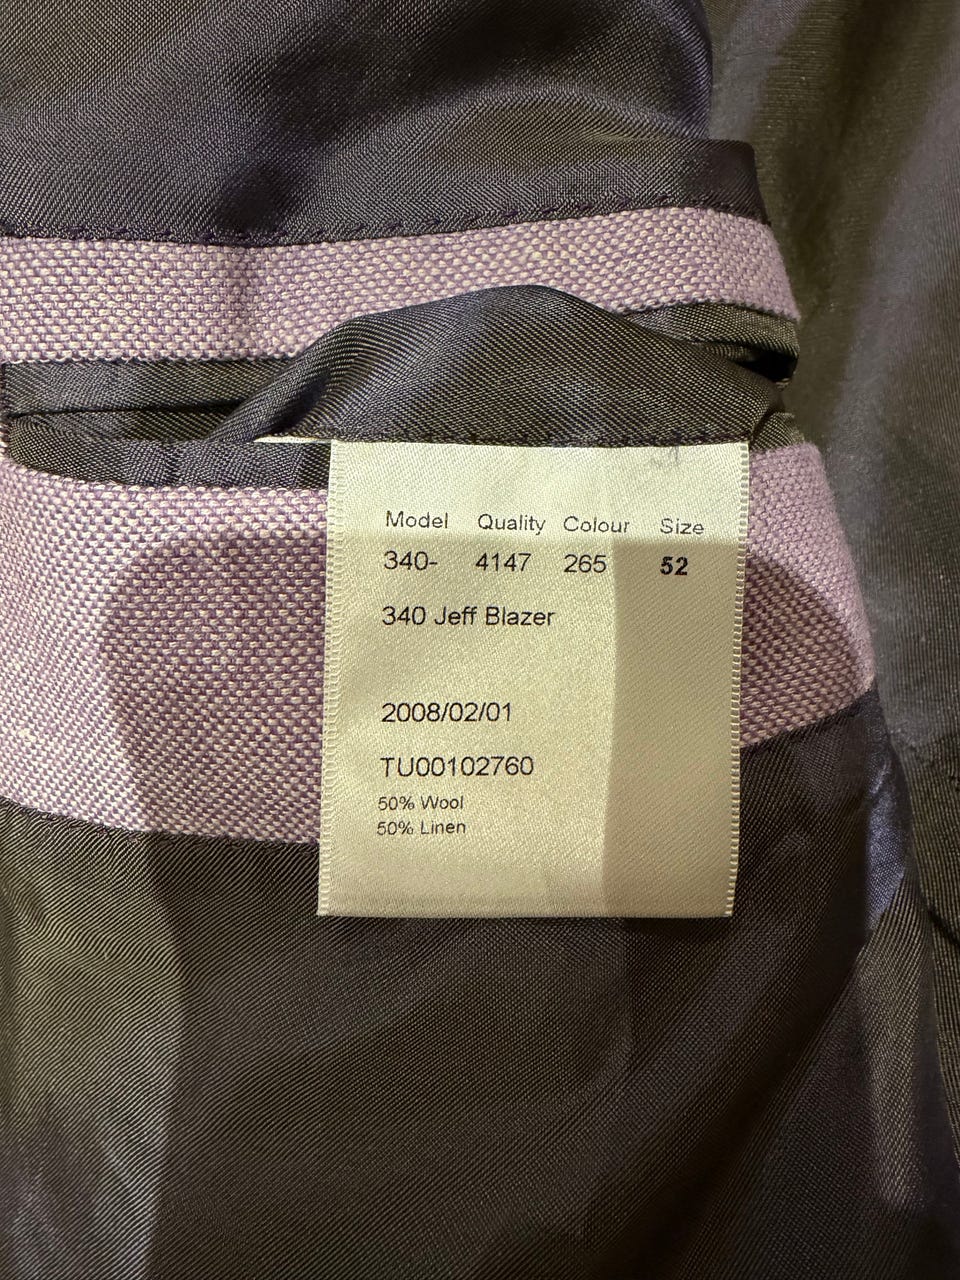 Model Quality Colour Size
340- 4147 265 52
340 Jeff Blazer
2008/02/01
TU00102760
50% Wool
50% Linen